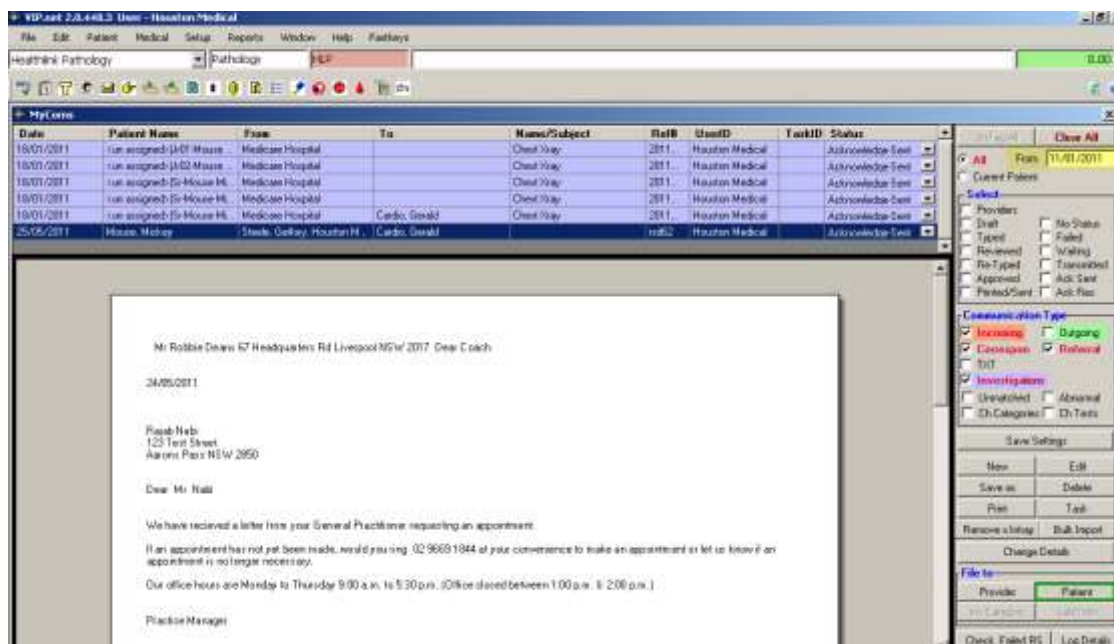 VIP.net 2.0.448.3 User - Houston Medical
File Edit Patient Medical Setup Reports Window Help Fastkeys
Healthlink Pathology Pathology HLP 0.00
MyComs
Date Patient Name From To Name/Subject Ref# UserID TaskID Status
18/01/2011 Medicare Hospital Chest Xray 2011... Houston Medical Acknowledge Sent
18/01/2011 Medicare Hospital Chest Xray 2011... Houston Medical Acknowledge Sent
18/01/2011 Medicare Hospital Chest Xray 2011... Houston Medical Acknowledge Sent
18/01/2011 Medicare Hospital Chest Xray 2011... Houston Medical Acknowledge Sent
18/01/2011 Medicare Hospital Cardio, Gerald Chest Xray 2011... Houston Medical Acknowledge Sent
25/05/2011 Mouse, Mickey Houston M... Cardio, Gerald Houston Medical Acknowledge Sent
Mr Robbie Deans 67 Headquarters Rd Liverpool NSW 2017 Dear Coach
24/05/2011
Rajab Nabi
123 Test Street
Aarons Pass NSW 2850
Dear Mr Nabi
We have recieved a letter from your General Practitioner requesting an appointment.
If an appointment has not yet been made, would you ring 02 9669 1844 at your convenience to make an appointment or let us know if an
appointment is no longer necessary.
Our office hours are Monday to Thursday 9:00 a.m. to 5:30 p.m. (Office closed between 1:00 p.m. & 2:00 p.m.)
Practice Manager
Clear All
All From 11/01/2011
Current Patient
Select
Providers
Draft No Status
Typed Failed
Reviewed Waiting
Re-Typed Transmitted
Approved Ack Sent
Printed/Sent Ack Rec
Communication Type
Incoming Outgoing
Correspon Referral
TXT
Investigations
Unmatched Abnormal
Ch Categories Ch Tests
Save Settings
New Edit
Save as Delete
Print Task
Bulk Import
Change Details
File to
Provider Patient
Check Failed RS Log Details